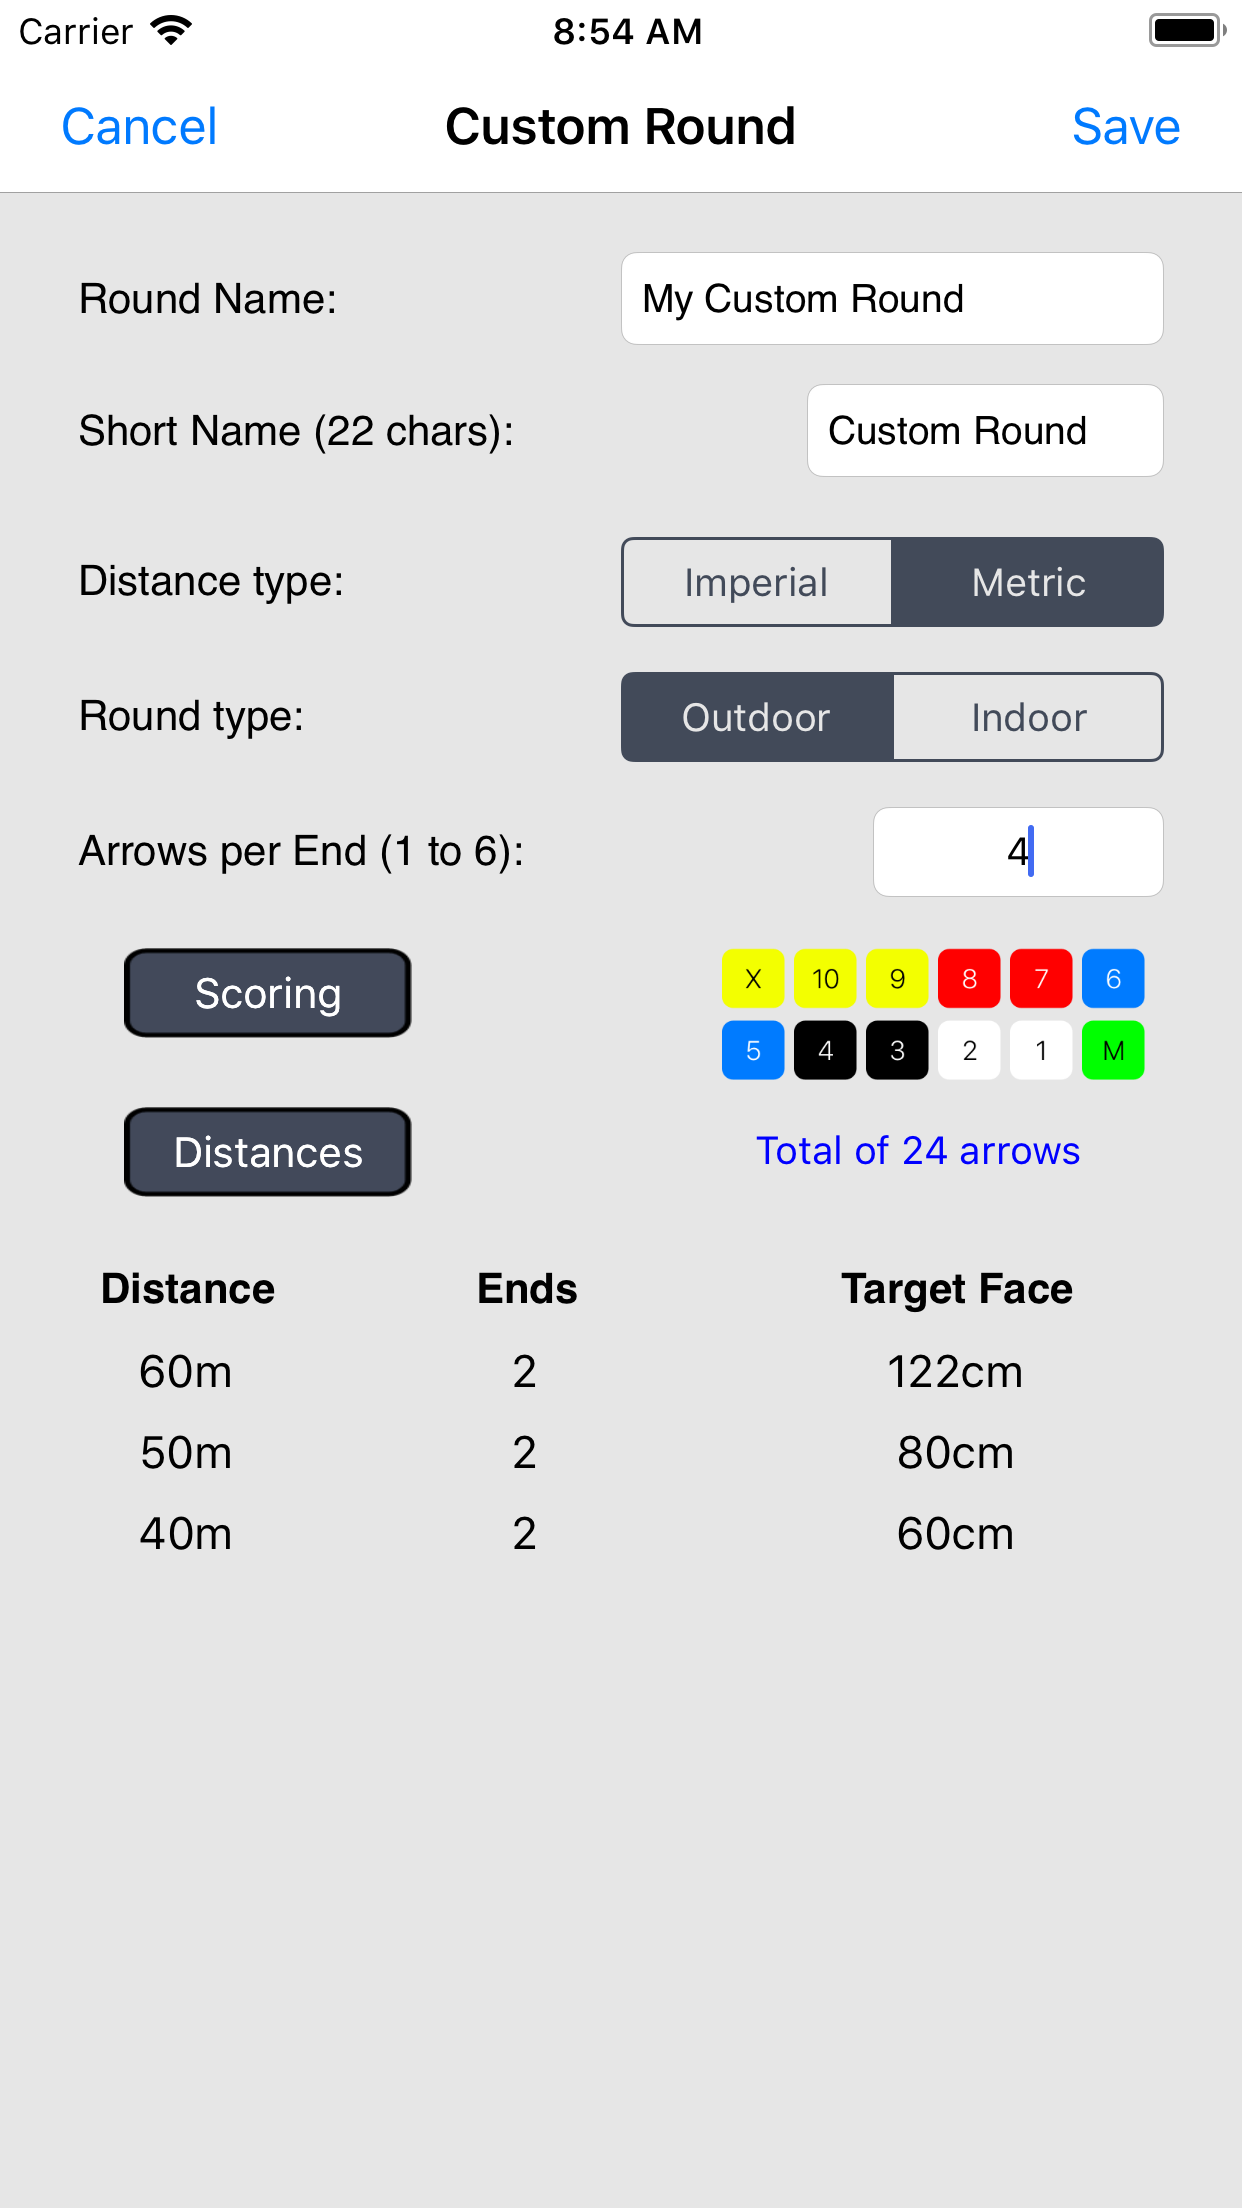 Carrier 8:54 AM
Cancel Custom Round Save
Round Name: My Custom Round
Short Name (22 chars): Custom Round
Distance type: Imperial Metric
Round type: Outdoor Indoor
Arrows per End (1 to 6): 4
Scoring X 10 9 8 7 6
5 4 3 2 1 M
Distances Total of 24 arrows
Distance Ends Target Face
60m 2 122cm
50m 2 80cm
40m 2 60cm